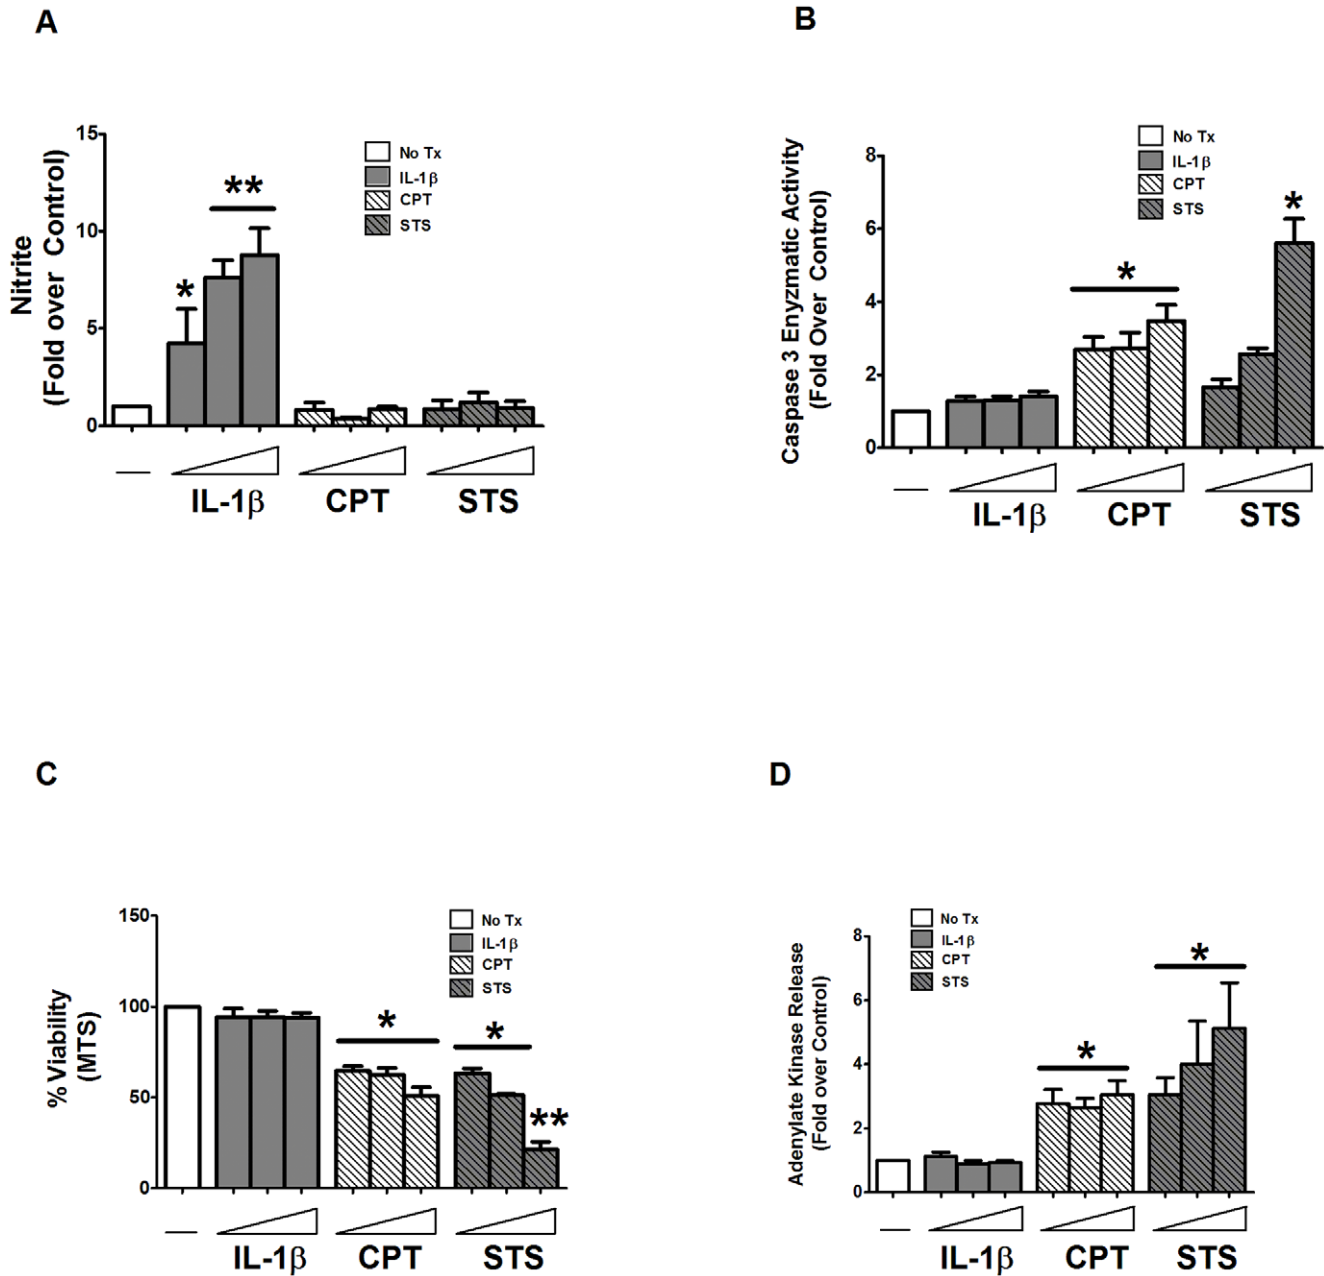 A
Nitrite
(Fold over Control)
15
10
5
0
No Tx
IL-1β
CPT
STS
*
**
IL-1β
CPT
STS
B
Caspase 3 Enyzmatic Activity
(Fold Over Control)
8
6
4
2
0
No Tx
IL-1β
CPT
STS
*
*
IL-1β
CPT
STS
C
% Viability
(MTS)
150
100
50
0
No Tx
IL-1β
CPT
STS
*
*
**
IL-1β
CPT
STS
D
Adenylate Kinase Release
(Fold over Control)
8
6
4
2
0
No Tx
IL-1β
CPT
STS
*
*
IL-1β
CPT
STS